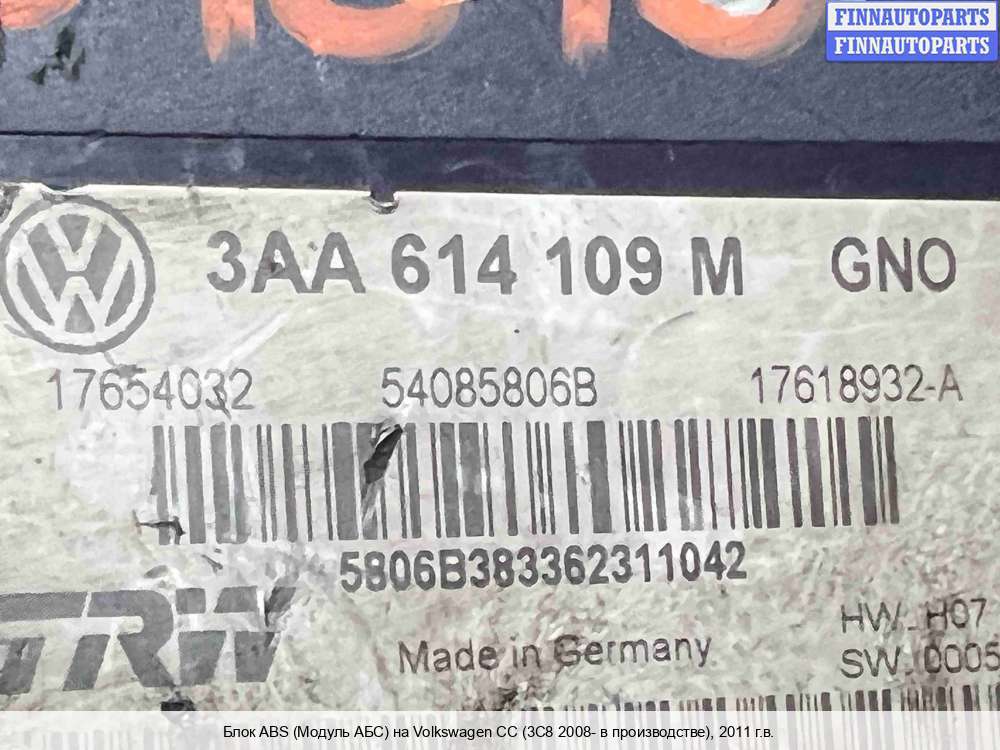 FINNAUTOPARTS
FINNAUTOPARTS
3AA 614 109 M GNO
17654032 54085806B 17618932-A
5806B383362311042
TRW
HW H07
Made in Germany
SW 0005
Блок ABS (Модуль АБС) на Volkswagen CC (3C8 2008- в производстве), 2011 г.в.